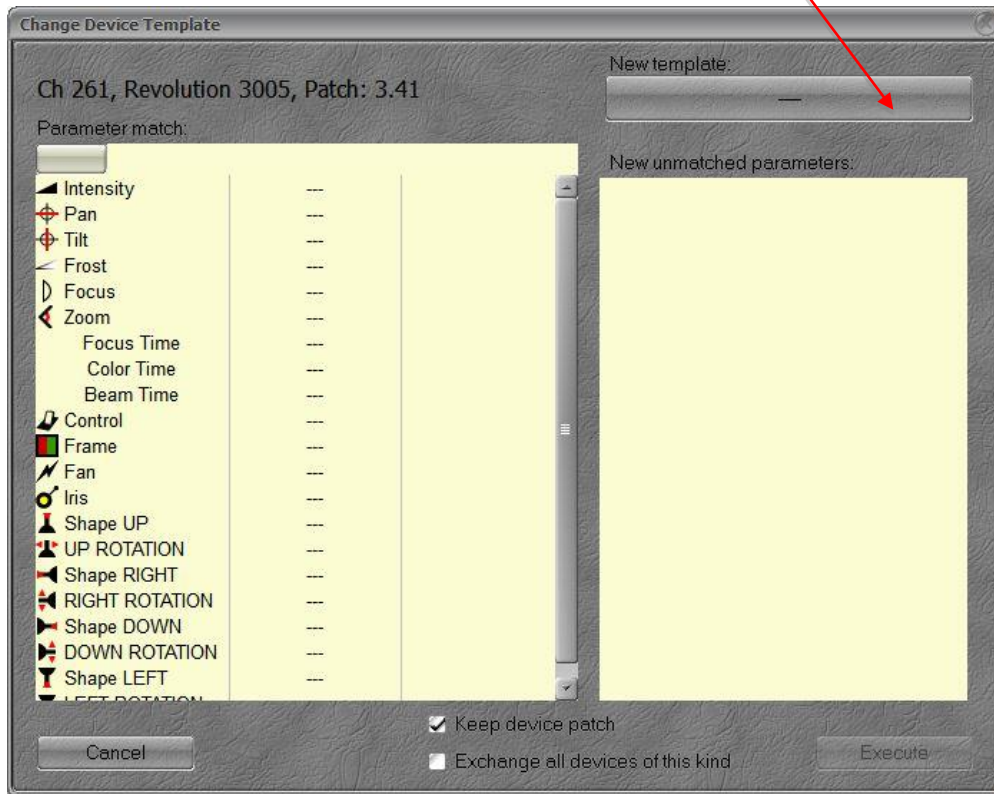 Change Device Template
Ch 261, Revolution 3005, Patch: 3.41
New template:
—
Parameter match:
New unmatched parameters:
Intensity ---
Pan ---
Tilt ---
Frost ---
Focus ---
Zoom ---
Focus Time ---
Color Time ---
Beam Time ---
Control ---
Frame ---
Fan ---
Iris ---
Shape UP ---
UP ROTATION ---
Shape RIGHT ---
RIGHT ROTATION ---
Shape DOWN ---
DOWN ROTATION ---
Shape LEFT ---
LEFT ROTATION
Keep device patch
Exchange all devices of this kind
Cancel
Execute